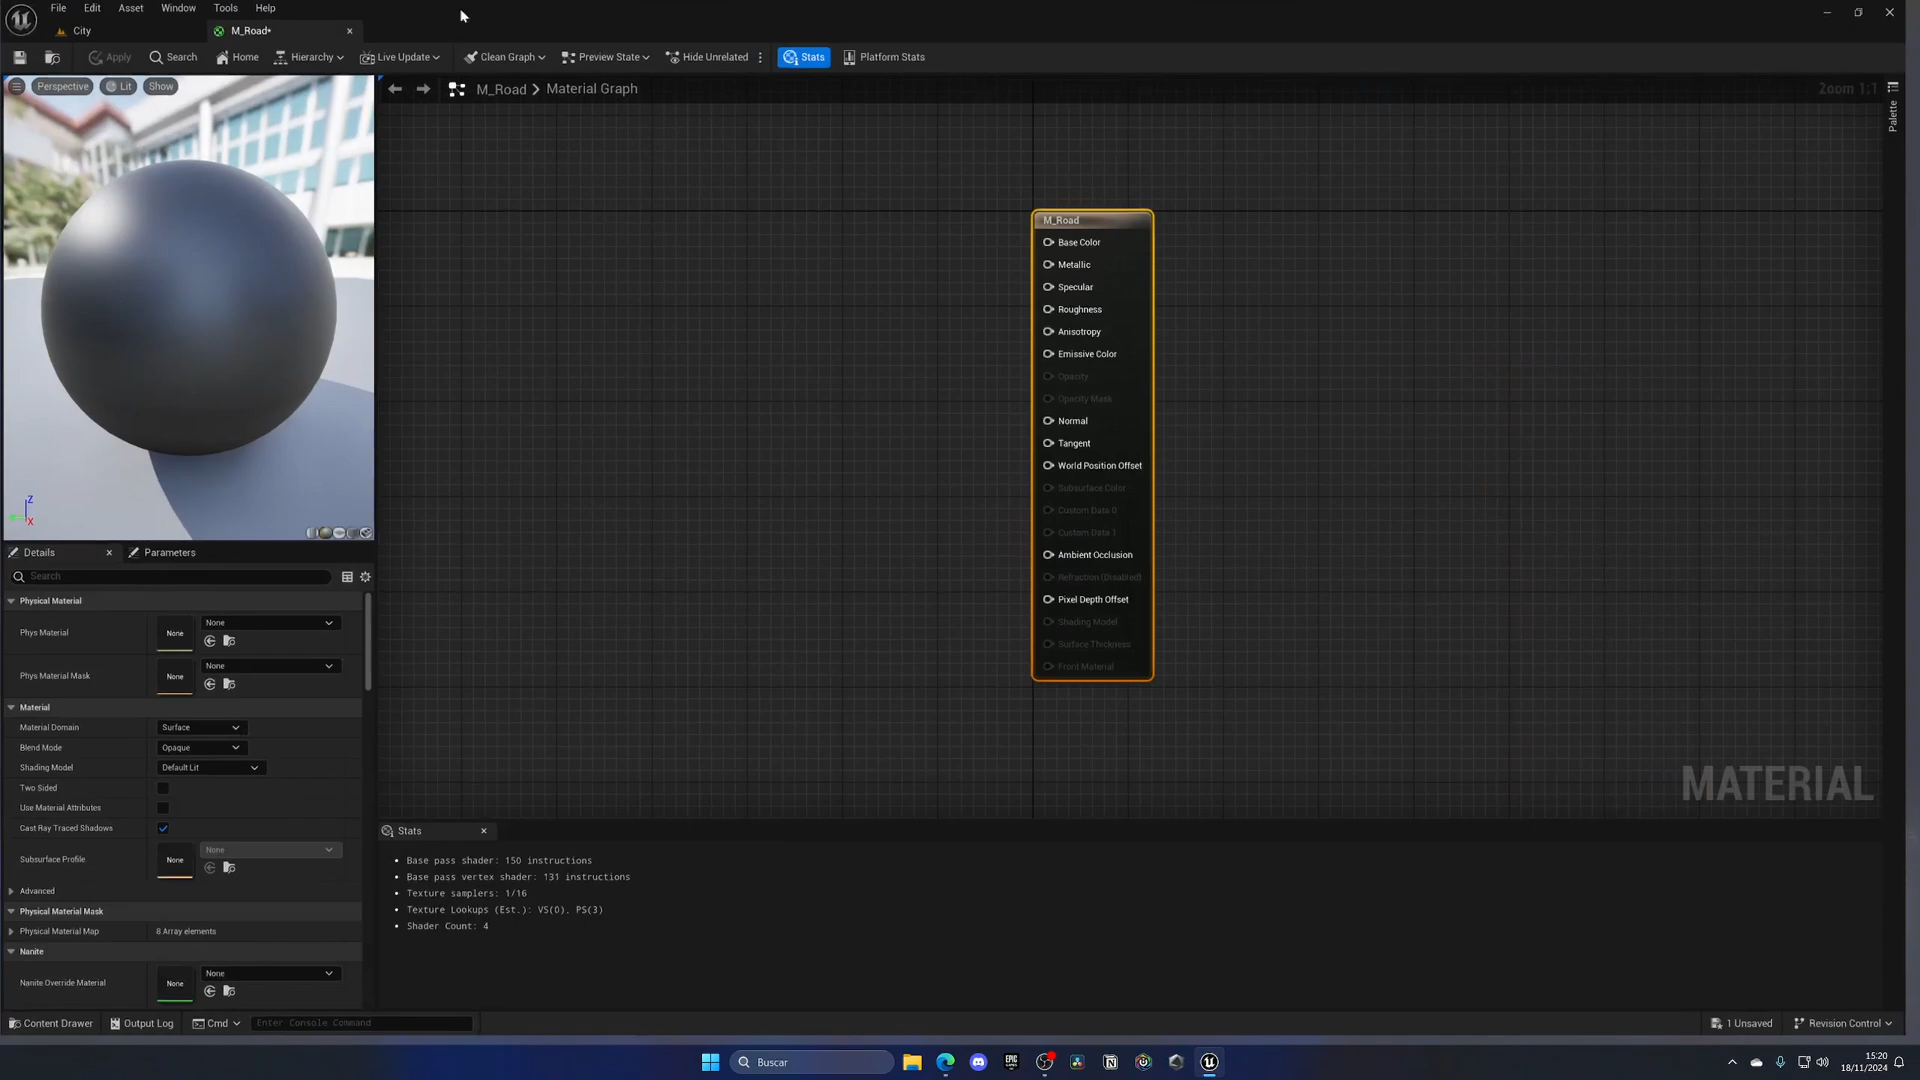 File Edit Asset Window Tools Help
City
M_Road*
Apply Search Home Hierarchy Live Update Clean Graph Preview State Hide Unrelated Stats Platform Stats
Perspective Lit Show
M_Road > Material Graph
Zoom 1:1
Palette
M_Road
Base Color
Metallic
Specular
Roughness
Anisotropy
Emissive Color
Opacity
Opacity Mask
Normal
Tangent
World Position Offset
Subsurface Color
Custom Data 0
Custom Data 1
Ambient Occlusion
Refraction (Disabled)
Pixel Depth Offset
Shading Model
Surface Thickness
Front Material
MATERIAL
Z
X
Details
Parameters
Search
Physical Material
Phys Material None None
Phys Material Mask None None
Material
Material Domain Surface
Blend Mode Opaque
Shading Model Default Lit
Two Sided
Use Material Attributes
Cast Ray Traced Shadows
Subsurface Profile None None
Advanced
Physical Material Mask
Physical Material Map 8 Array elements
Nanite
Nanite Override Material None None
Stats
Base pass shader: 150 instructions
Base pass vertex shader: 131 instructions
Texture samplers: 1/16
Texture Lookups (Est.): VS(0), PS(3)
Shader Count: 4
Content Drawer Output Log Cmd Enter Console Command
1 Unsaved Revision Control
Buscar
EPIC GAMES
15:20
18/11/2024